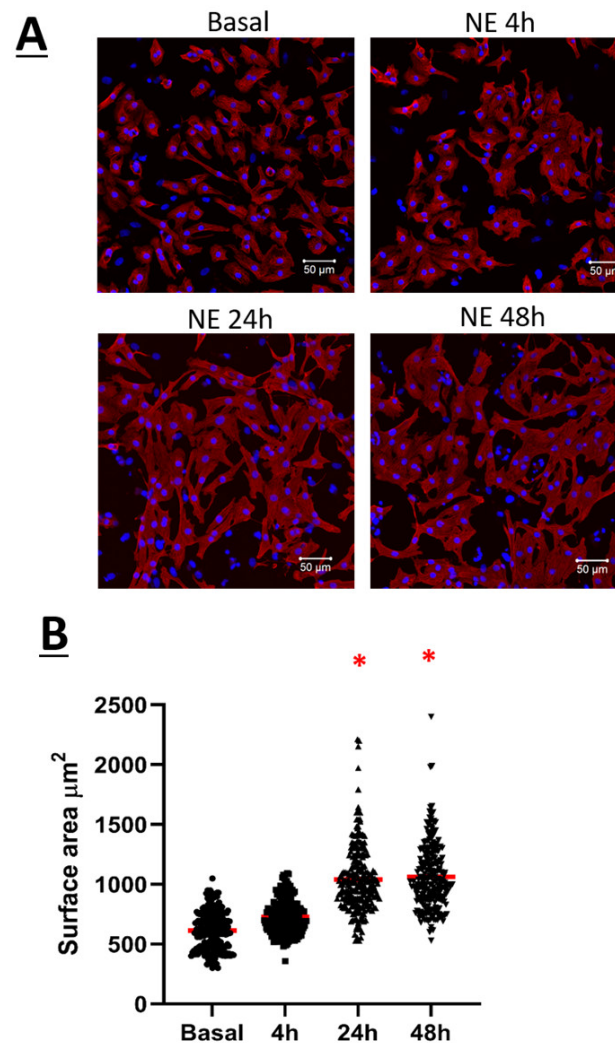 A
Basal
NE 4h
50 µm
50 µm
NE 24h
NE 48h
50 µm
50 µm
B
* *
2500
2000
1500
1000
500
0
Surface area µm²
Basal 4h 24h 48h